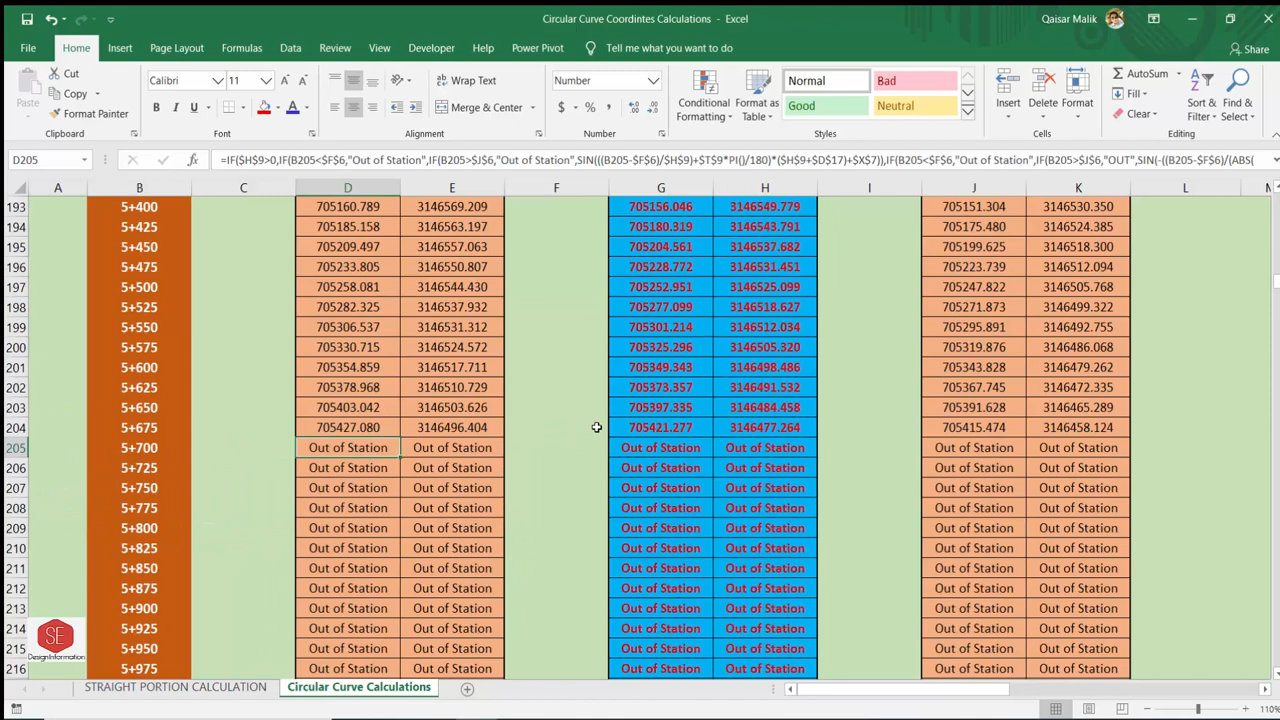 Circular Curve Coordintes Calculations - Excel
Qaisar Malik
File Home Insert Page Layout Formulas Data Review View Developer Help Power Pivot Tell me what you want to do Share
Paste
Cut
Copy
Format Painter
Calibri 11
B I U
Wrap Text
Merge & Center
Number
$ % ,
Conditional Formatting
Format as Table
Normal Bad
Good Neutral
Insert Delete Format
AutoSum
Fill
Clear
Sort & Filter
Find & Select
Clipboard Font Alignment Number Styles Cells Editing
D205 fx =IF($H$9>0,IF(B205<$F$6,"Out of Station",IF(B205>$J$6,"Out of Station",SIN(((B205-$F$6)/$H$9)+$T$9*PI()/180)*($H$9+$D$17)+$X$7)),IF(B205<$F$6,"Out of Station",IF(B205>$J$6,"OUT",SIN(-((B205-$F$6)/(ABS(
A B C D E F G H I J K L M
193 5+400 705160.789 3146569.209 705156.046 3146549.779 705151.304 3146530.350
194 5+425 705185.158 3146563.197 705180.319 3146543.791 705175.480 3146524.385
195 5+450 705209.497 3146557.063 705204.561 3146537.682 705199.625 3146518.300
196 5+475 705233.805 3146550.807 705228.772 3146531.451 705223.739 3146512.094
197 5+500 705258.081 3146544.430 705252.951 3146525.099 705247.822 3146505.768
198 5+525 705282.325 3146537.932 705277.099 3146518.627 705271.873 3146499.322
199 5+550 705306.537 3146531.312 705301.214 3146512.034 705295.891 3146492.755
200 5+575 705330.715 3146524.572 705325.296 3146505.320 705319.876 3146486.068
201 5+600 705354.859 3146517.711 705349.343 3146498.486 705343.828 3146479.262
202 5+625 705378.968 3146510.729 705373.357 3146491.532 705367.745 3146472.335
203 5+650 705403.042 3146503.626 705397.335 3146484.458 705391.628 3146465.289
204 5+675 705427.080 3146496.404 705421.277 3146477.264 705415.474 3146458.124
205 5+700 Out of Station Out of Station Out of Station Out of Station Out of Station Out of Station
206 5+725 Out of Station Out of Station Out of Station Out of Station Out of Station Out of Station
207 5+750 Out of Station Out of Station Out of Station Out of Station Out of Station Out of Station
208 5+775 Out of Station Out of Station Out of Station Out of Station Out of Station Out of Station
209 5+800 Out of Station Out of Station Out of Station Out of Station Out of Station Out of Station
210 5+825 Out of Station Out of Station Out of Station Out of Station Out of Station Out of Station
211 5+850 Out of Station Out of Station Out of Station Out of Station Out of Station Out of Station
212 5+875 Out of Station Out of Station Out of Station Out of Station Out of Station Out of Station
213 5+900 Out of Station Out of Station Out of Station Out of Station Out of Station Out of Station
214 5+925 Out of Station Out of Station Out of Station Out of Station Out of Station Out of Station
215 5+950 Out of Station Out of Station Out of Station Out of Station Out of Station Out of Station
216 5+975 Out of Station Out of Station Out of Station Out of Station Out of Station Out of Station
SE
DesignInformation
STRAIGHT PORTION CALCULATION Circular Curve Calculations
110%